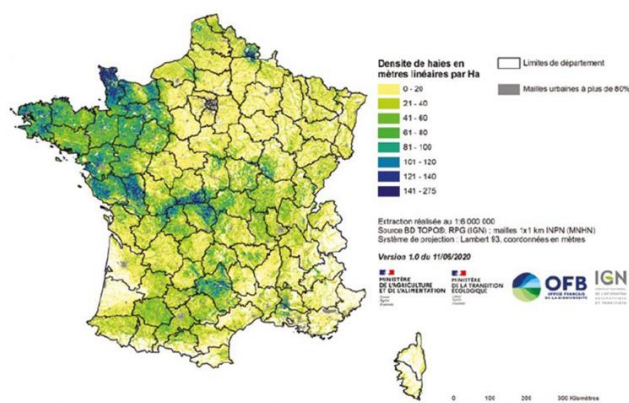 Densite de haies en
mètres linéaires par Ha
0 - 20
21 - 40
41 - 60
61 - 80
81 - 100
101 - 120
121 - 140
141 - 275
Limites de département
Mailles urbaines à plus de 80%
Extraction réalisée au 1:6 000 000
Source BD TOPO®, RPG (IGN) ; mailles 1x1 km INPN (MNHN)
Système de projection : Lambert 93, coordonnées en mètres
Version 1.0 du 11/06/2020
MINISTÈRE
DE L'AGRICULTURE
ET DE L'ALIMENTATION
MINISTÈRE
DE LA TRANSITION
ÉCOLOGIQUE
OFB
OFFICE FRANÇAIS
DE LA BIODIVERSITÉ
IGN
0 100 200 300 Kilomètres